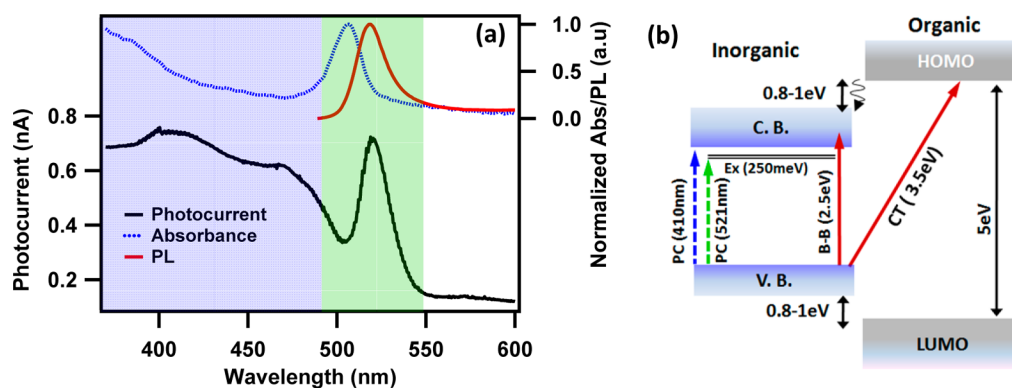 (a)
Photocurrent (nA)
0.8
0.6
0.4
0.2
Photocurrent
Absorbance
PL
400
450
500
550
600
Wavelength (nm)
1.0
0.5
0.0
Normalized Abs/PL (a.u)
(b)
Inorganic
Organic
HOMO
0.8-1eV
C. B.
Ex (250meV)
PC (410nm)
PC (521nm)
B-B (2.5eV)
CT ( 3.5eV)
5eV
V. B.
0.8-1eV
LUMO